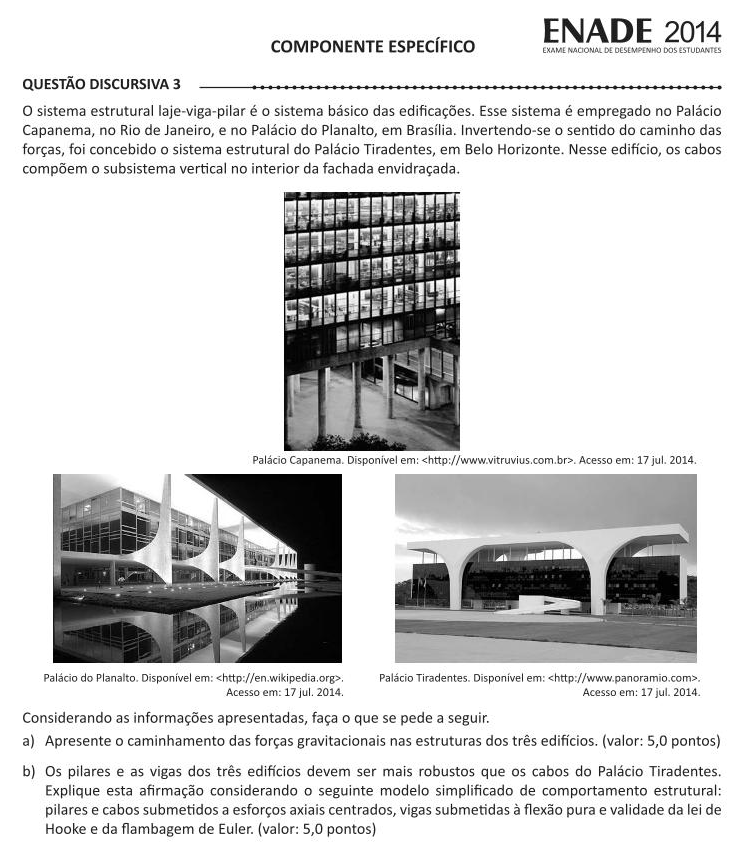 ENADE 2014
EXAME NACIONAL DE DESEMPENHO DOS ESTUDANTES
COMPONENTE ESPECÍFICO
QUESTÃO DISCURSIVA 3
O sistema estrutural laje-viga-pilar é o sistema básico das edificações. Esse sistema é empregado no Palácio
Capanema, no Rio de Janeiro, e no Palácio do Planalto, em Brasília. Invertendo-se o sentido do caminho das
forças, foi concebido o sistema estrutural do Palácio Tiradentes, em Belo Horizonte. Nesse edifício, os cabos
compõem o subsistema vertical no interior da fachada envidraçada.
Palácio Capanema. Disponível em: <http://www.vitruvius.com.br>. Acesso em: 17 jul. 2014.
Palácio do Planalto. Disponível em: <http://en.wikipedia.org>.
Acesso em: 17 jul. 2014.
Palácio Tiradentes. Disponível em: <http://www.panoramio.com>.
Acesso em: 17 jul. 2014.
Considerando as informações apresentadas, faça o que se pede a seguir.
a) Apresente o caminhamento das forças gravitacionais nas estruturas dos três edifícios. (valor: 5,0 pontos)
b) Os pilares e as vigas dos três edifícios devem ser mais robustos que os cabos do Palácio Tiradentes.
Explique esta afirmação considerando o seguinte modelo simplificado de comportamento estrutural:
pilares e cabos submetidos a esforços axiais centrados, vigas submetidas à flexão pura e validade da lei de
Hooke e da flambagem de Euler. (valor: 5,0 pontos)